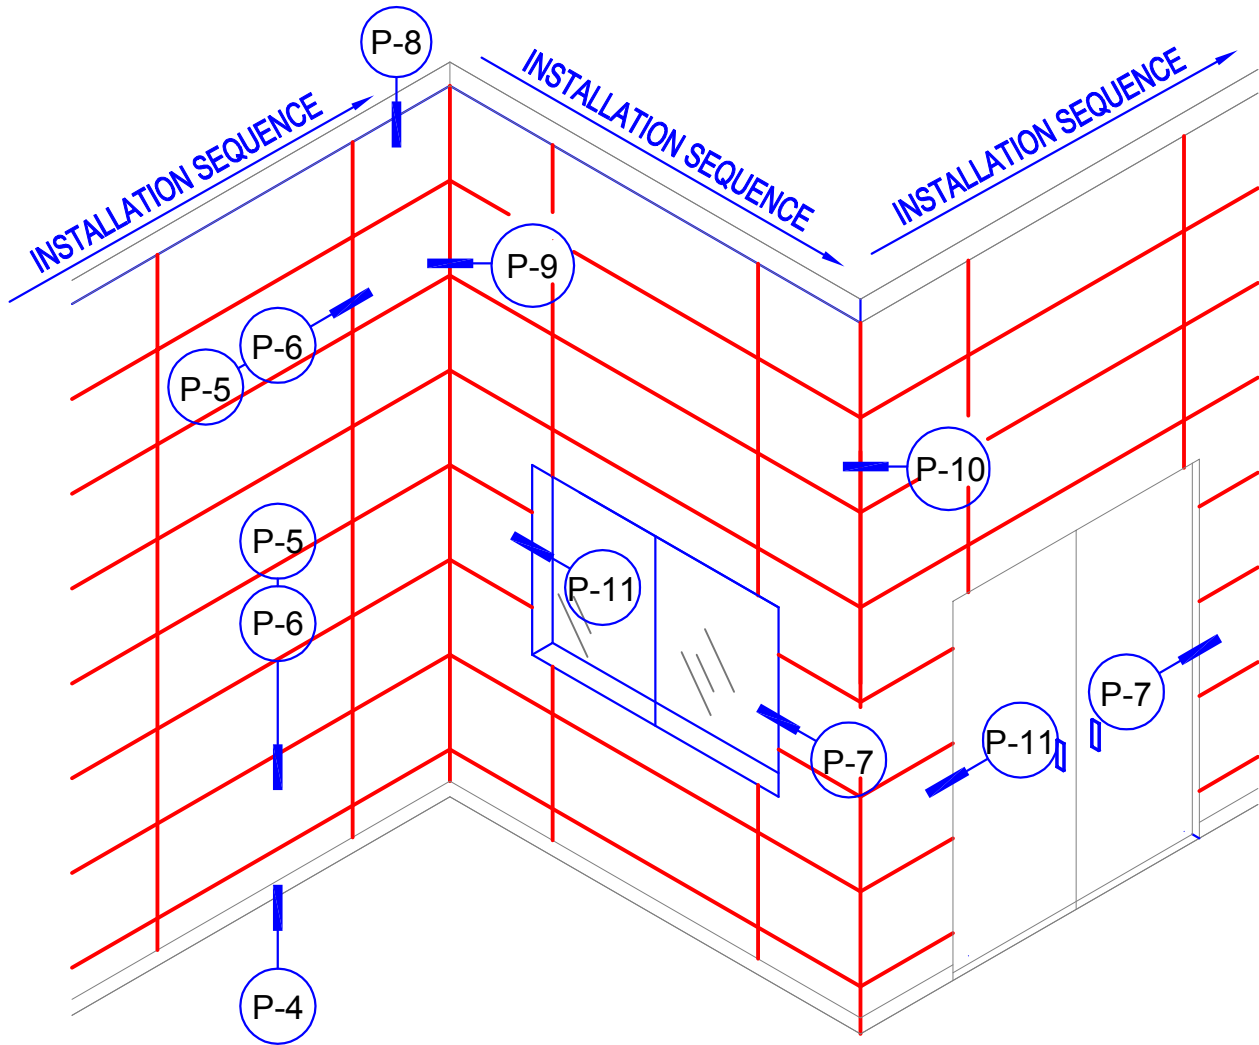 P-8
INSTALLATION SEQUENCE
INSTALLATION SEQUENCE
INSTALLATION SEQUENCE
P-9
P-6
P-5
P-10
P-5
P-11
P-6
P-7
P-11
P-7
P-4